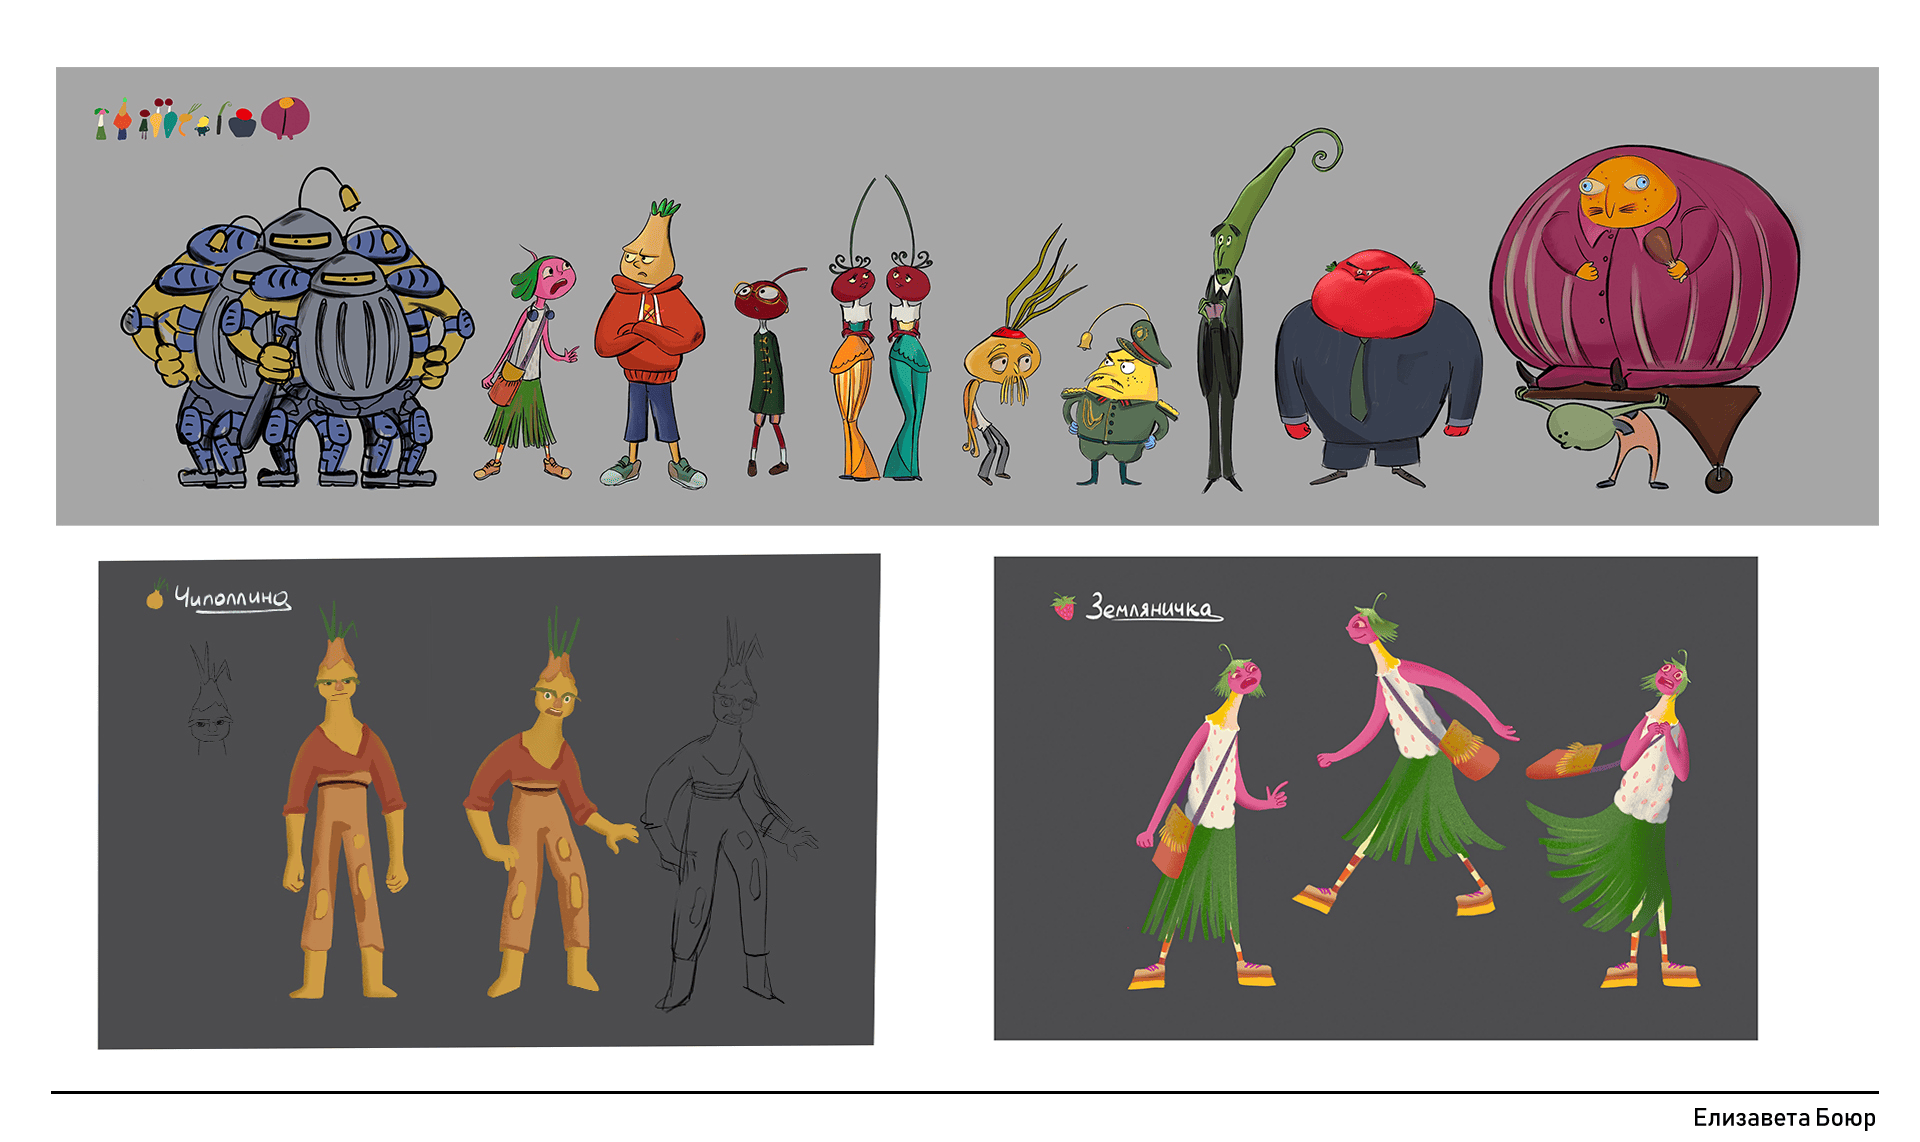 Чиполлино
Земляничка
Елизавета Боюр